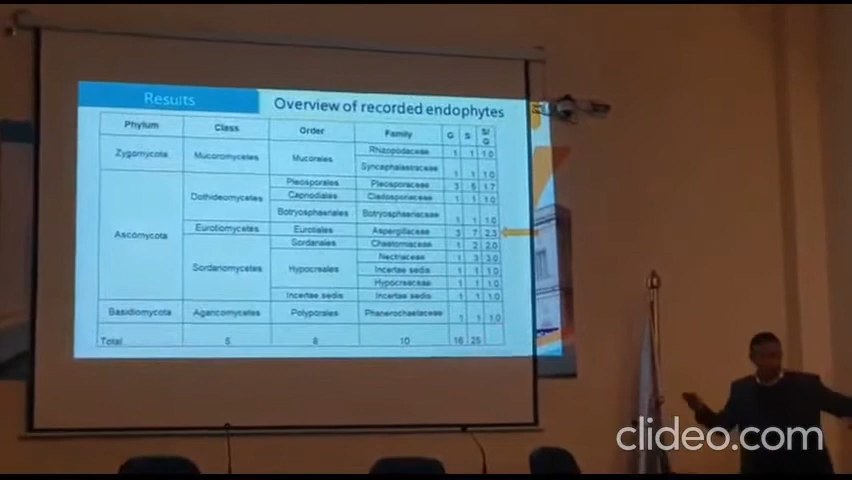 Results
Overview of recorded endophytes
Phylum Class Order Family G S S/G
Zygomycota Mucoromycetes Mucorales Rhizopodaceae 1 1 1.0
Syncephalastraceae 1 1 1.0
Ascomycota Dothideomycetes Pleosporales Pleosporaceae 3 5 1.7
Capnodiales Cladosporiaceae 1 1 1.0
Botryosphaeriales Botryosphaeriaceae 1 1 1.0
Eurotiomycetes Eurotiales Aspergillaceae 3 7 2.3
Sordariomycetes Sordariales Chaetomiaceae 1 2 2.0
Hypocreales Nectriaceae 1 3 3.0
Incertae sedis 1 1 1.0
Hypocreaceae 1 1 1.0
Incertae sedis Incertae sedis 1 1 1.0
Basidiomycota Agaricomycetes Polyporales Phanerochaetaceae 1 1 1.0
Total 5 8 10 16 25
clideo.com